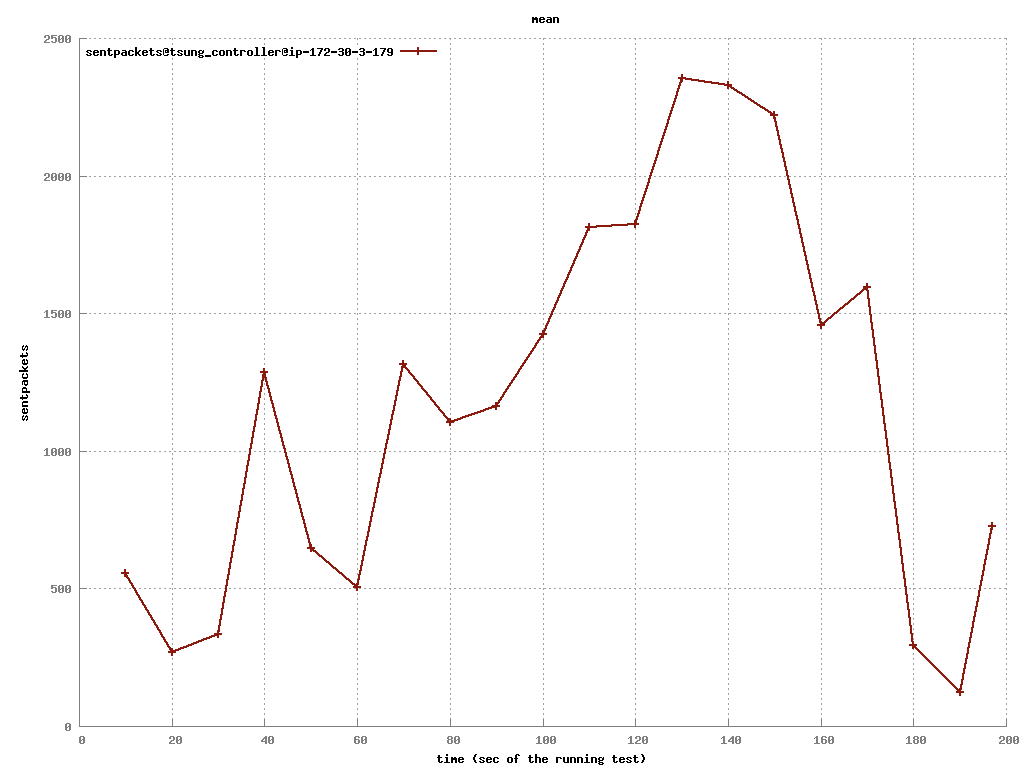 mean
2500
sentpackets@tsung_controller@ip-172-30-3-179
2000
1500
sentpackets
1000
500
0
0 20 40 60 80 100 120 140 160 180 200
time (sec of the running test)